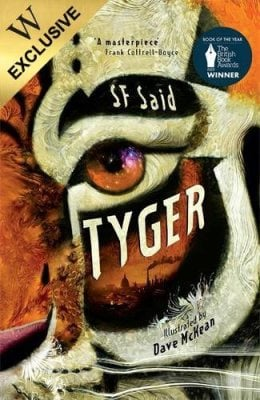 W
EXCLUSIVE
'A masterpiece'
Frank Cottrell-Boyce
BOOK OF THE YEAR
The
British
Book
Awards
WINNER
SF Said
TYGER
Illustrated by
Dave McKean